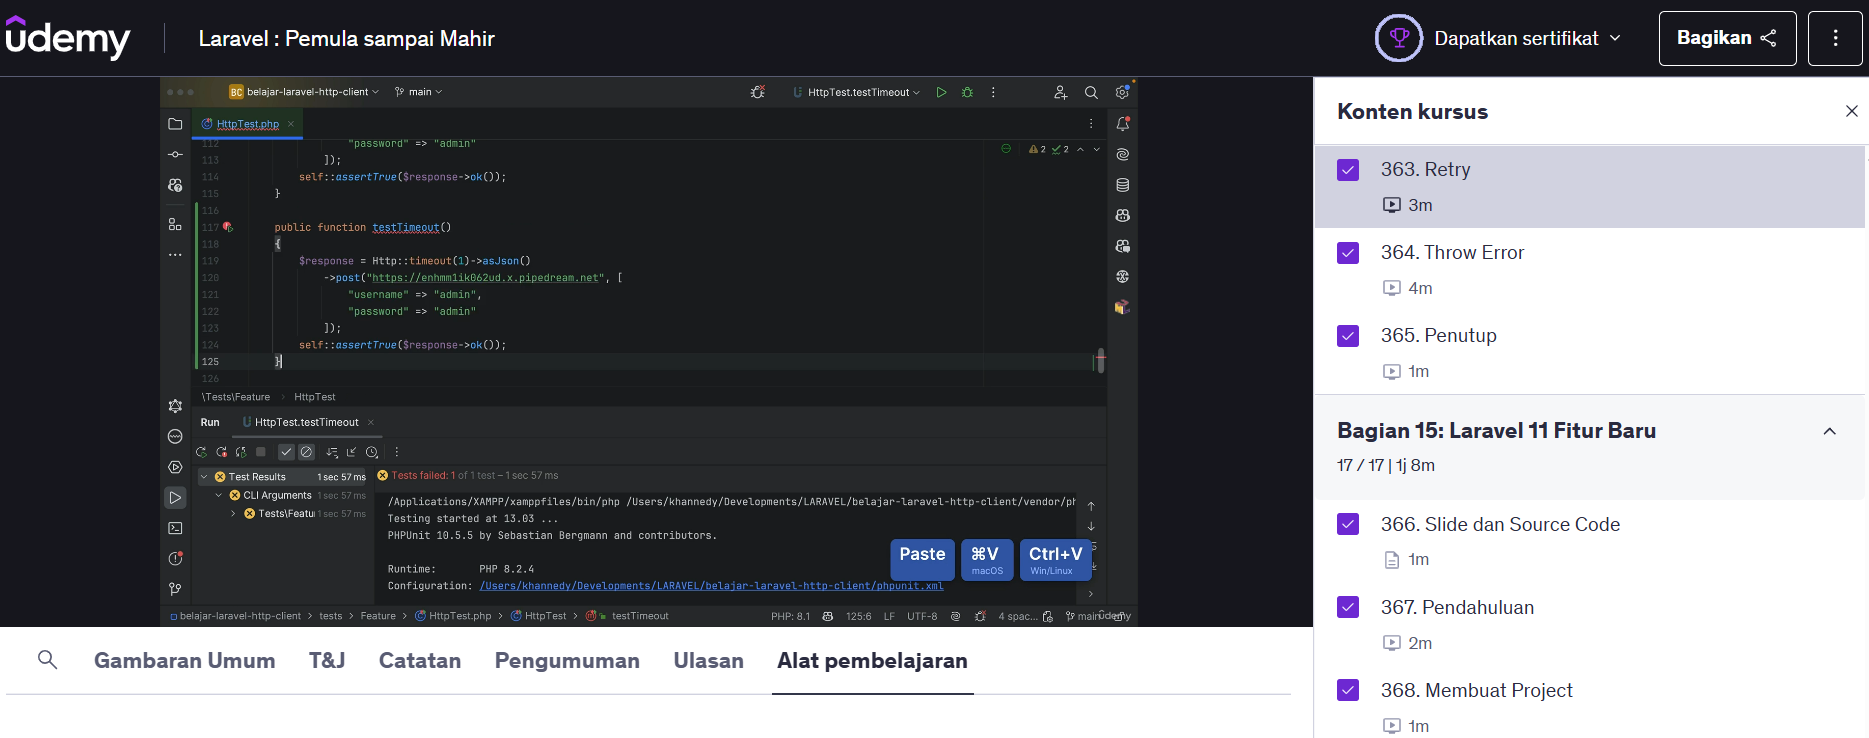 udemy
Laravel : Pemula sampai Mahir
Dapatkan sertifikat
Bagikan
BC belajar-laravel-http-client
main
HttpTest.testTimeout
HttpTest.php
2 2
112 "password" => "admin"
113 ]);
114 self::assertTrue($response->ok());
115 }
116
117 public function testTimeout()
118 {
119 $response = Http::timeout(1)->asJson()
120 ->post("https://enhmm1ik062ud.x.pipedream.net", [
121 "username" => "admin",
122 "password" => "admin"
123 ]);
124 self::assertTrue($response->ok());
125 }
126
\Tests\Feature > HttpTest
Run HttpTest.testTimeout
Test Results 1 sec 57 ms
CLI Arguments 1 sec 57 ms
Tests\Featu 1 sec 57 ms
Tests failed: 1 of 1 test – 1 sec 57 ms
/Applications/XAMPP/xamppfiles/bin/php /Users/khannedy/Developments/LARAVEL/belajar-laravel-http-client/vendor/ph
Testing started at 13.03 ...
PHPUnit 10.5.5 by Sebastian Bergmann and contributors.
Runtime: PHP 8.2.4
Configuration: /Users/khannedy/Developments/LARAVEL/belajar-laravel-http-client/phpunit.xml
Paste
⌘V
macOS
Ctrl+V
Win/Linux
belajar-laravel-http-client > tests > Feature > HttpTest.php > HttpTest > testTimeout
PHP: 8.1 125:6 LF UTF-8 4 spac... main
udemy
Gambaran Umum
T&J
Catatan
Pengumuman
Ulasan
Alat pembelajaran
Konten kursus
363. Retry
3m
364. Throw Error
4m
365. Penutup
1m
Bagian 15: Laravel 11 Fitur Baru
17 / 17 | 1j 8m
366. Slide dan Source Code
1m
367. Pendahuluan
2m
368. Membuat Project
1m